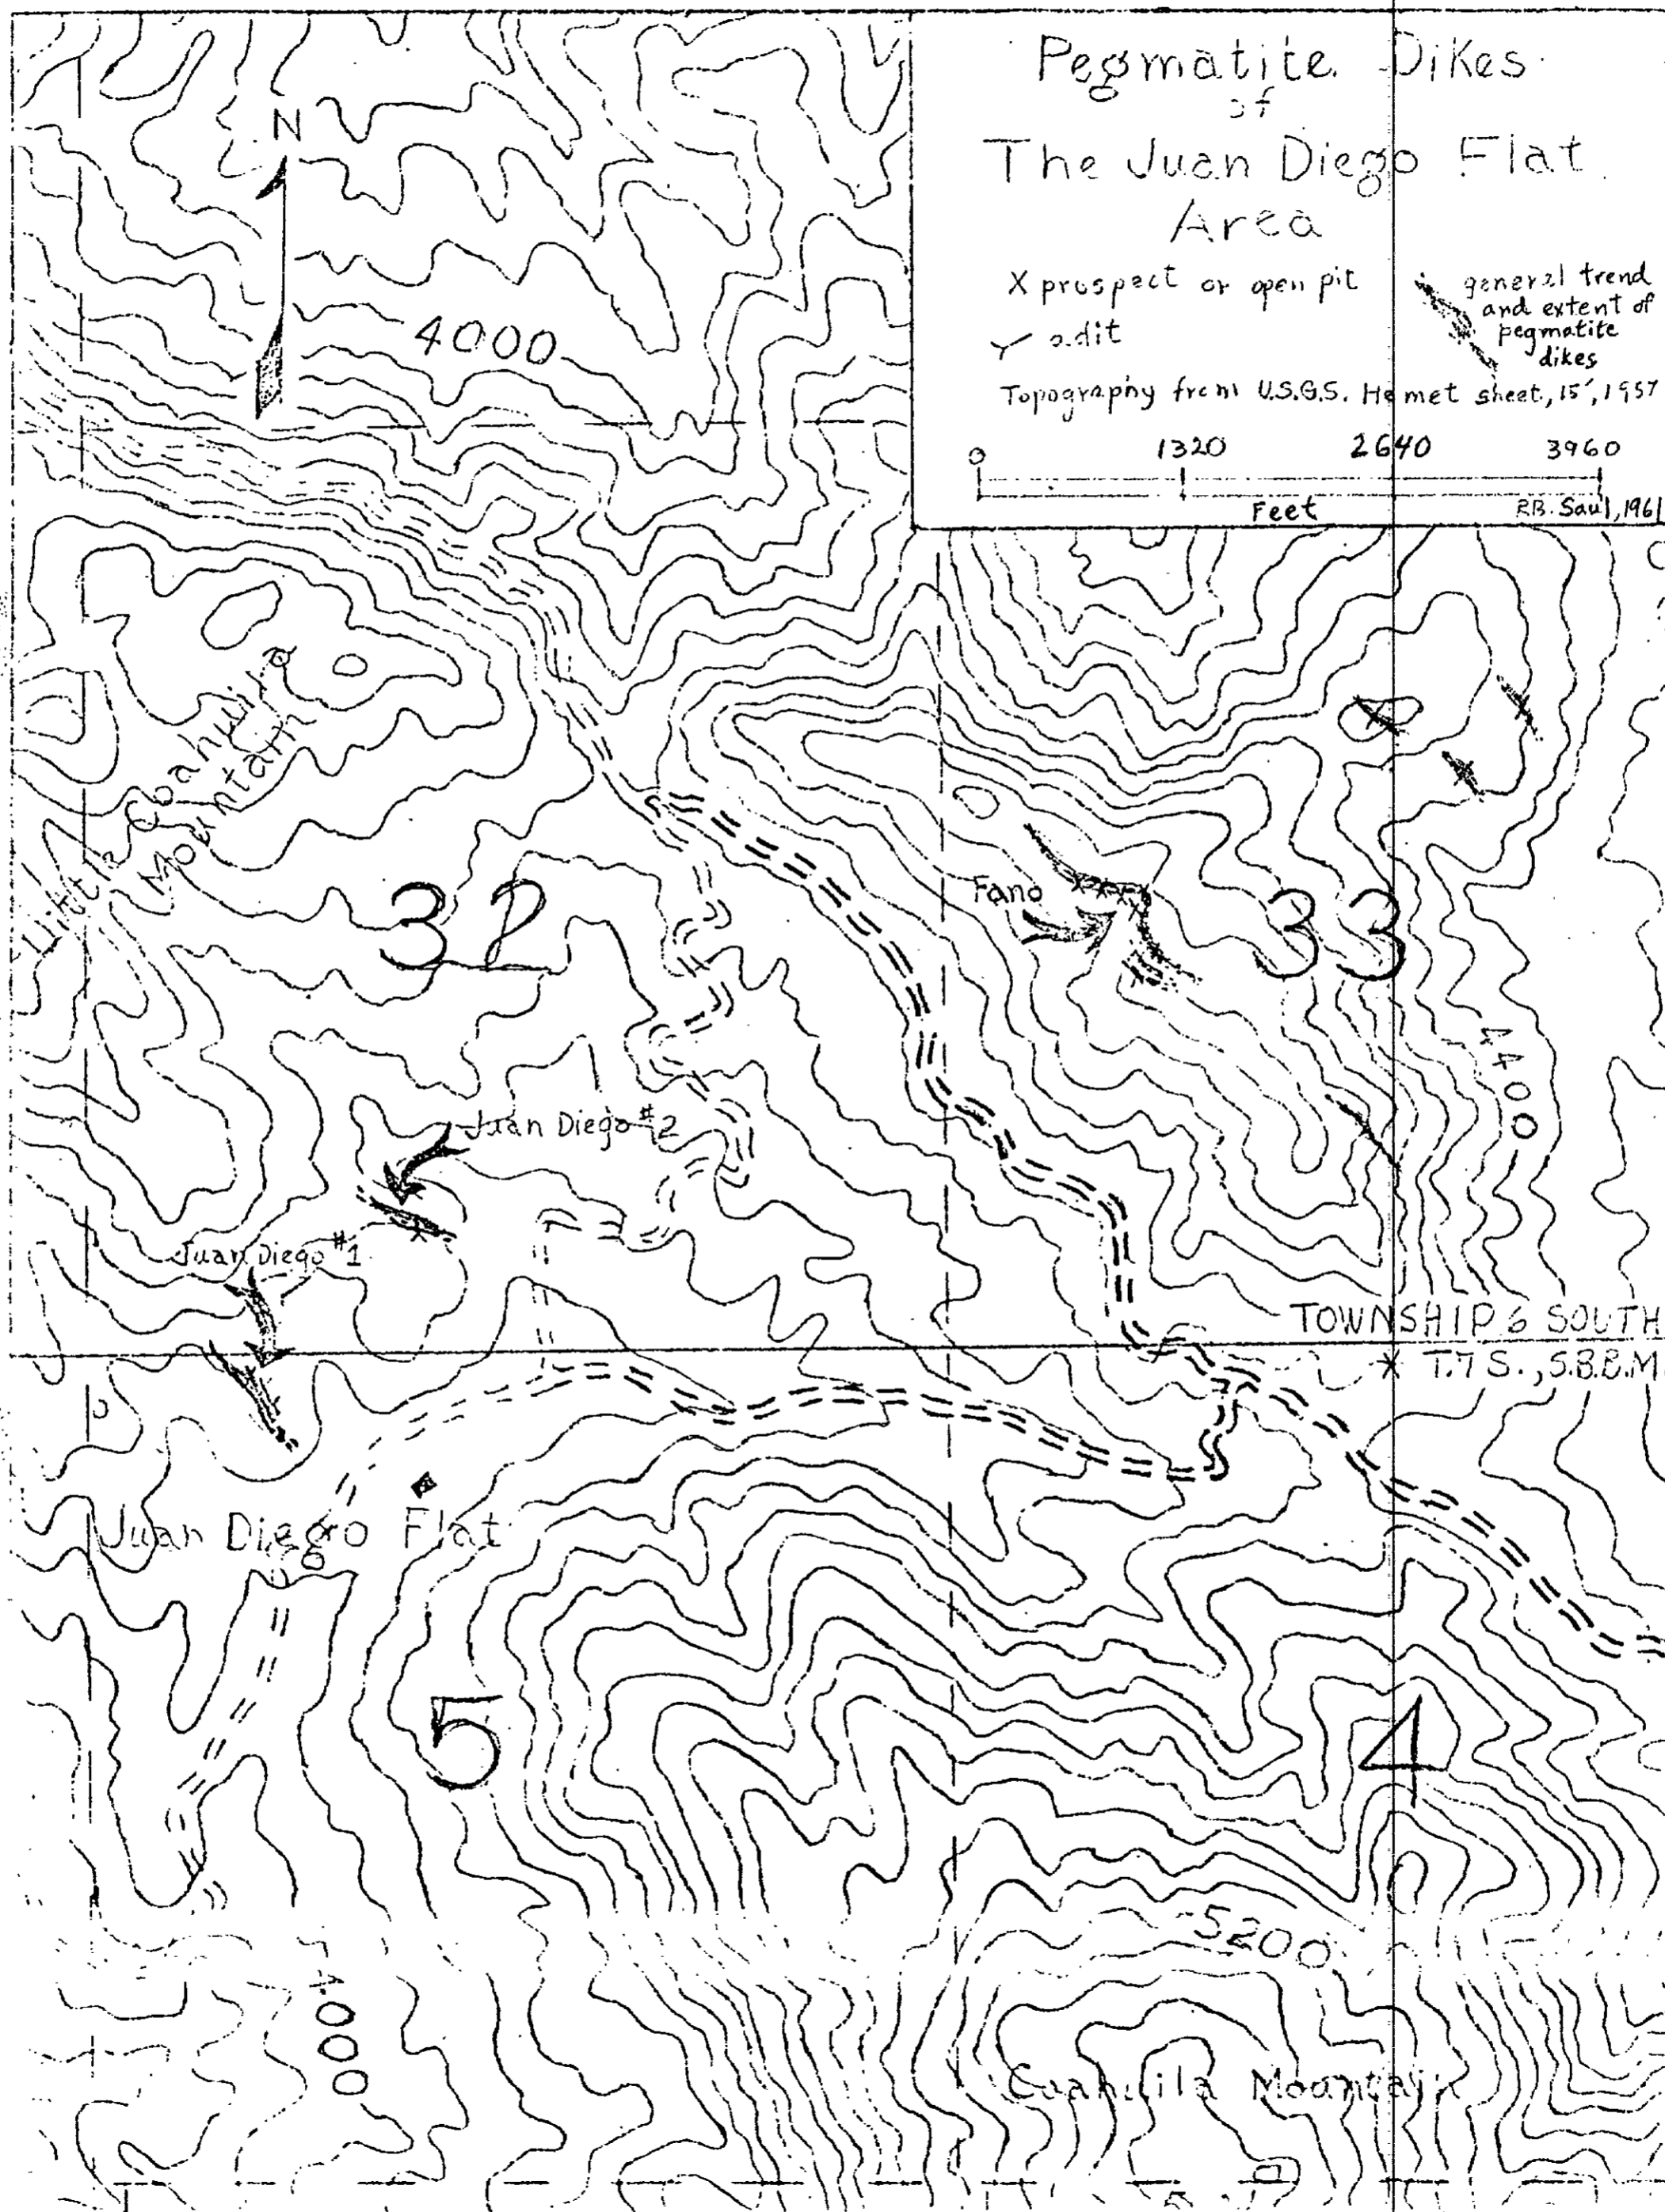 Pegmatite Dikes
of
The Juan Diego Flat
Area
X prospect or open pit
adit
general trend
and extent of
pegmatite
dikes
Topography from U.S.G.S. Hemet sheet, 15', 1957
0 1320 2640 3960
Feet
R.B. Saul, 1961
N
4000
Little Coahuila
Mountain
32
Fano
33
4400
Juan Diego #2
Juan Diego #1
TOWNSHIP 6 SOUTH
T.7 S., S.B.B.M
Juan Diego Flat
5
4
5200
4000
Coahuila Mountain